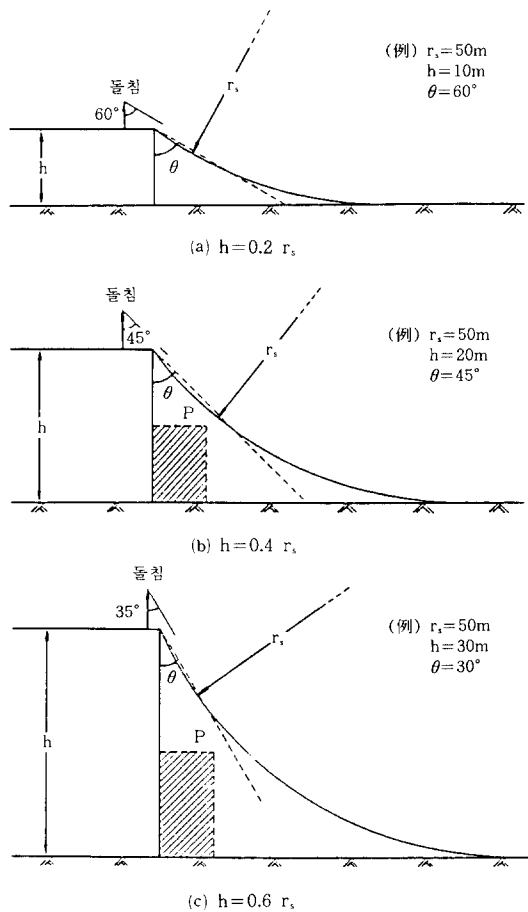 돌침
60°
h
θ
r_s
(例) r_s=50m
h=10m
θ=60°
(a) h=0.2 r_s
돌침
45°
h
θ
P
r_s
(例) r_s=50m
h=20m
θ=45°
(b) h=0.4 r_s
돌침
35°
h
θ
P
r_s
(例) r_s=50m
h=30m
θ=30°
(c) h=0.6 r_s